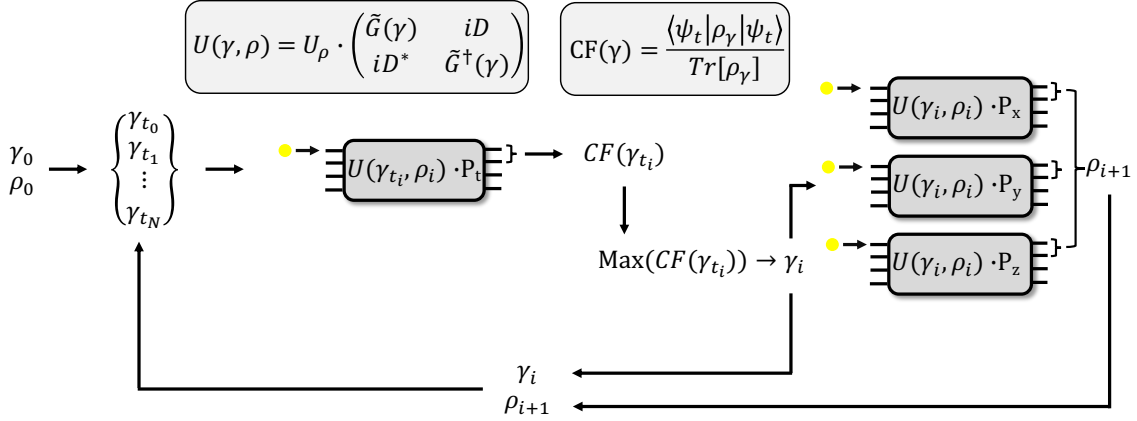 U(γ, ρ) = U_ρ · ( G̃(γ) iD
iD* G̃†(γ) )
CF(γ) = ⟨ψ_t|ρ_γ|ψ_t⟩ / Tr[ρ_γ]
γ_0
ρ_0
{ γ_{t_0}
γ_{t_1}
⋮
γ_{t_N} }
U(γ_{t_i}, ρ_i) ·P_t
CF(γ_{t_i})
Max(CF(γ_{t_i})) → γ_i
U(γ_i, ρ_i) ·P_x
U(γ_i, ρ_i) ·P_y
U(γ_i, ρ_i) ·P_z
ρ_{i+1}
γ_i
ρ_{i+1}